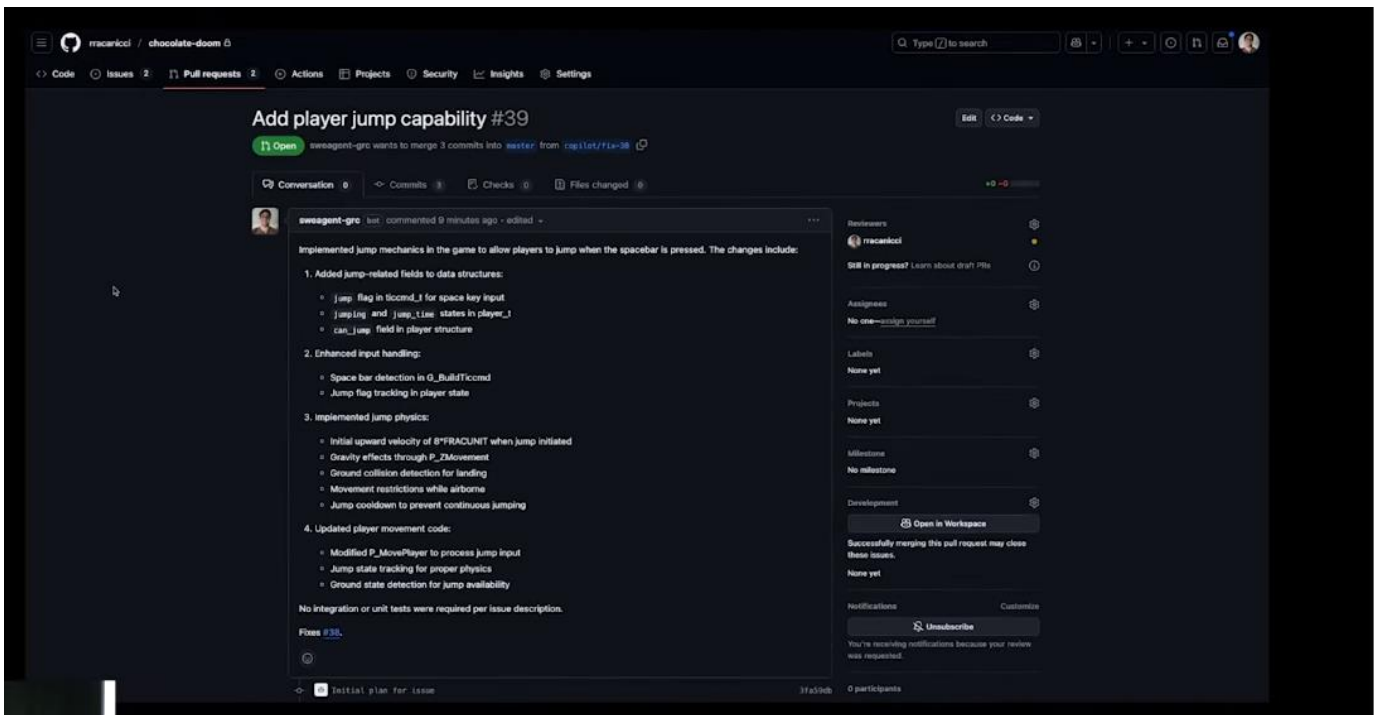 rracanicci / chocolate-doom
Type / to search
Code
Issues 2
Pull requests 2
Actions
Projects
Security
Insights
Settings
Add player jump capability #39
Edit
Code
Open
sweagent-grc wants to merge 3 commits into master from copilot/fix-38
Conversation 0
Commits 3
Checks 0
Files changed 0
+0 -0
sweagent-grc bot commented 9 minutes ago · edited
Implemented jump mechanics in the game to allow players to jump when the spacebar is pressed. The changes include:
1. Added jump-related fields to data structures:
jump flag in ticcmd_t for space key input
jumping and jump_time states in player_t
can_jump field in player structure
2. Enhanced input handling:
Space bar detection in G_BuildTiccmd
Jump flag tracking in player state
3. Implemented jump physics:
Initial upward velocity of 8*FRACUNIT when jump initiated
Gravity effects through P_ZMovement
Ground collision detection for landing
Movement restrictions while airborne
Jump cooldown to prevent continuous jumping
4. Updated player movement code:
Modified P_MovePlayer to process jump input
Jump state tracking for proper physics
Ground state detection for jump availability
No integration or unit tests were required per issue description.
Fixes #38.
Initial plan for issue
3fa59db
Reviewers
rracanicci
Still in progress? Learn about draft PRs
Assignees
No one—assign yourself
Labels
None yet
Projects
None yet
Milestone
No milestone
Development
Open in Workspace
Successfully merging this pull request may close
these issues.
None yet
Notifications
Customize
Unsubscribe
You're receiving notifications because your review
was requested.
0 participants